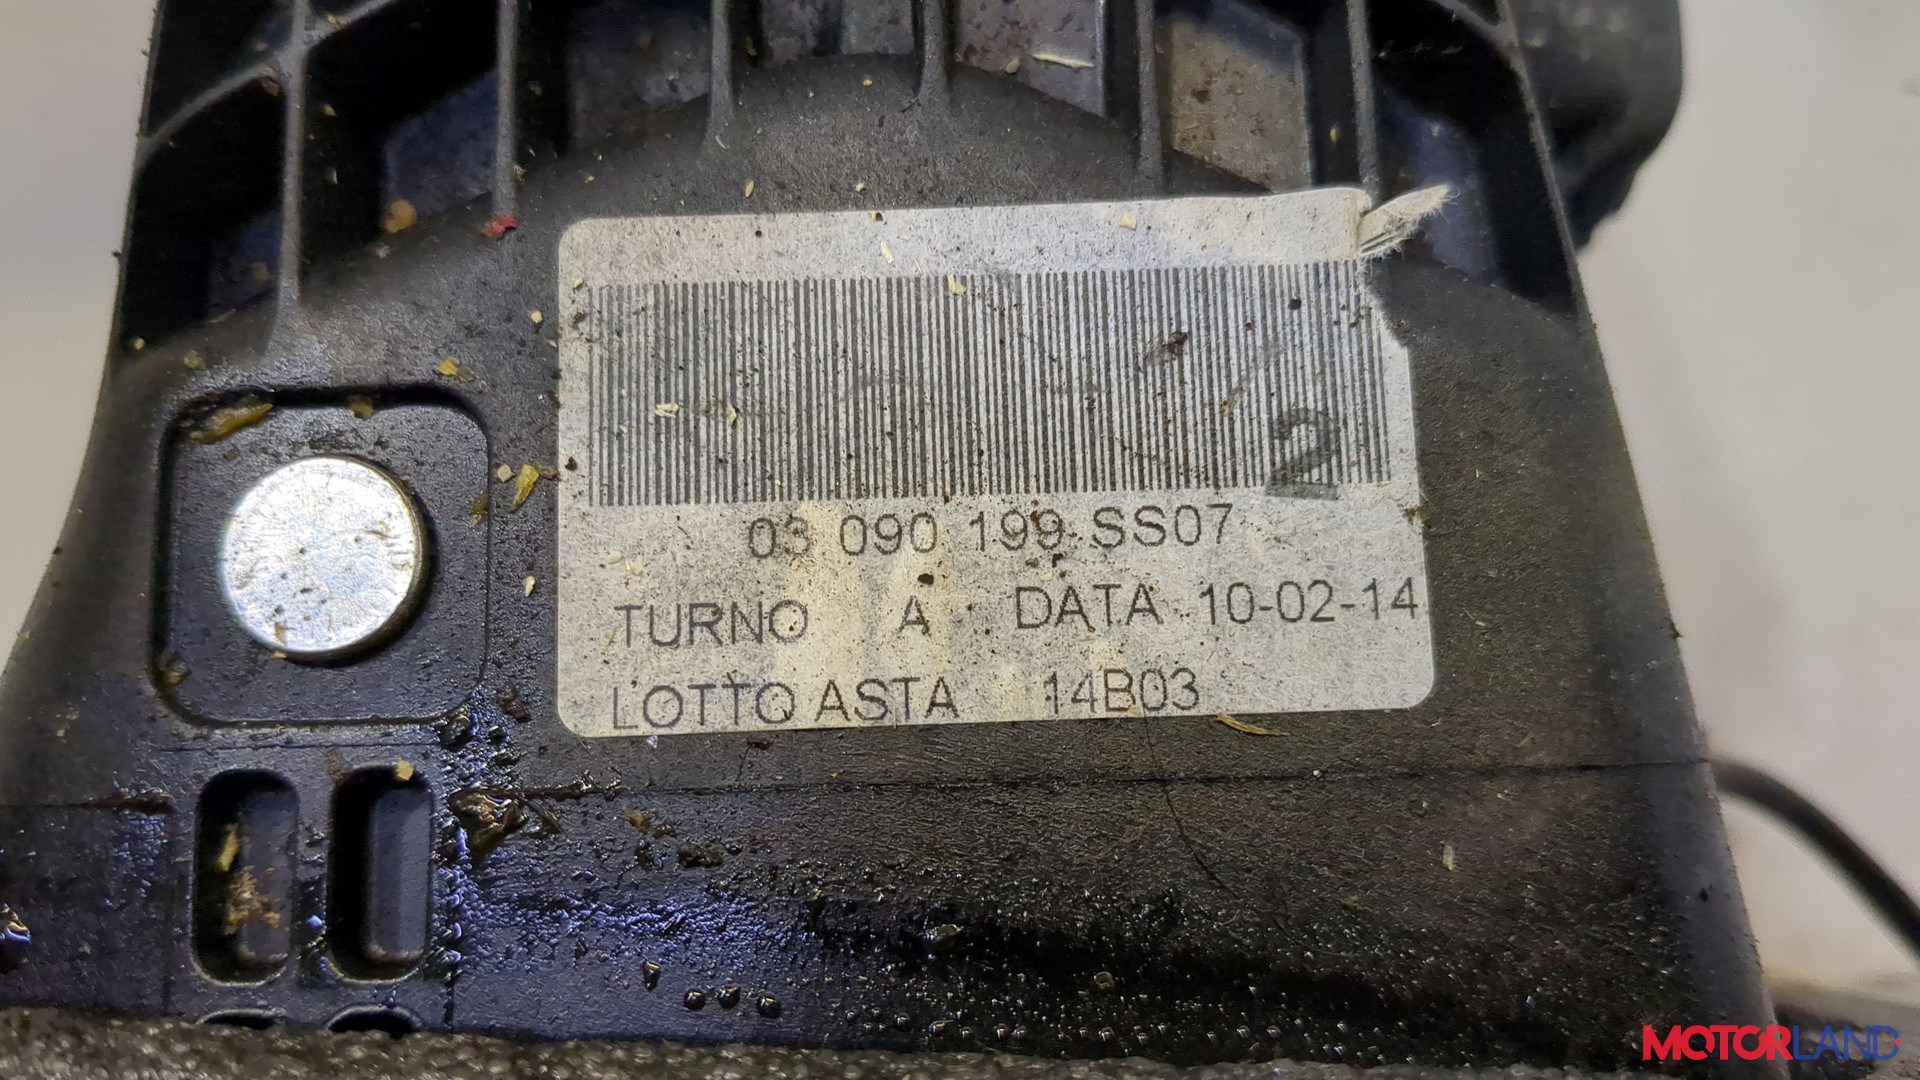 2
03 090 199 SS07
TURNO A DATA 10-02-14
LOTTO ASTA 14B03
MOTORLAND